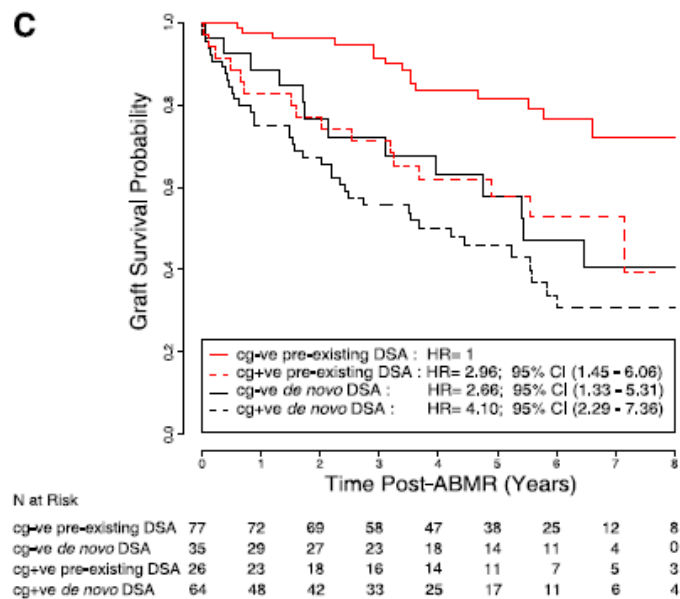 C
Graft Survival Probability
1.0
0.8
0.6
0.4
0.2
0.0
cg-ve pre-existing DSA : HR= 1
cg+ve pre-existing DSA : HR= 2.96; 95% CI (1.45 - 6.06)
cg-ve de novo DSA : HR= 2.66; 95% CI (1.33 - 5.31)
cg+ve de novo DSA : HR= 4.10; 95% CI (2.29 - 7.36)
0 1 2 3 4 5 6 7 8
Time Post-ABMR (Years)
N at Risk
cg-ve pre-existing DSA 77 72 69 58 47 38 25 12 8
cg-ve de novo DSA 35 29 27 23 18 14 11 4 0
cg+ve pre-existing DSA 26 23 18 16 14 11 7 5 3
cg+ve de novo DSA 64 48 42 33 25 17 11 6 4